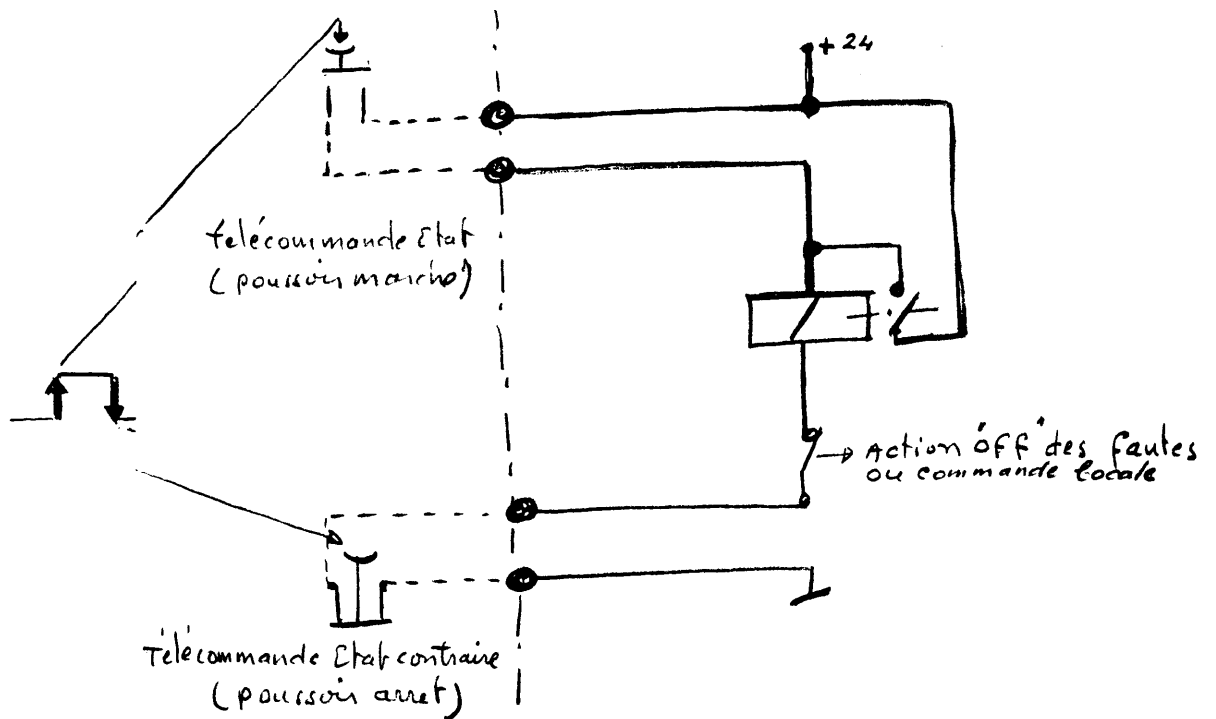 +24
télécommande Etat
(poussoir marche)
Action "off" des fautes
ou commande locale
Télécommande Etat contraire
(poussoir arret)